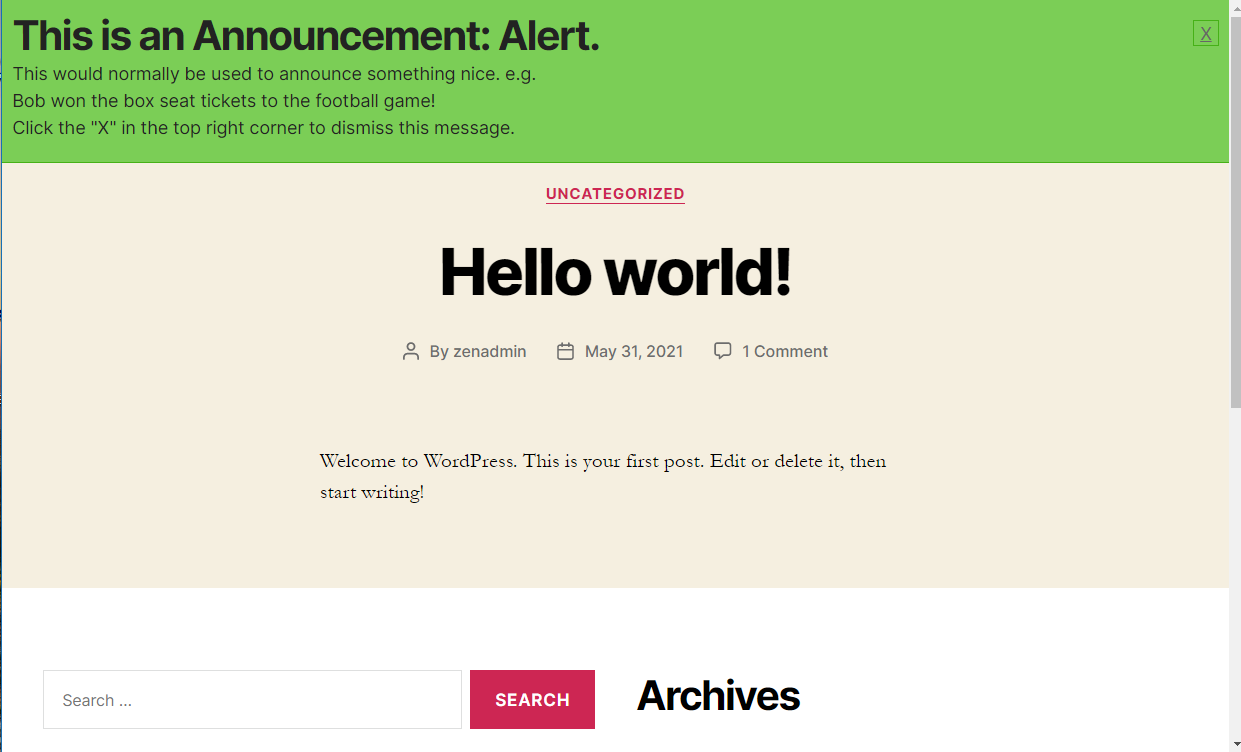 This is an Announcement: Alert.
X
This would normally be used to announce something nice. e.g.
Bob won the box seat tickets to the football game!
Click the "X" in the top right corner to dismiss this message.
UNCATEGORIZED
Hello world!
By zenadmin May 31, 2021 1 Comment
Welcome to WordPress. This is your first post. Edit or delete it, then
start writing!
Search ... SEARCH Archives